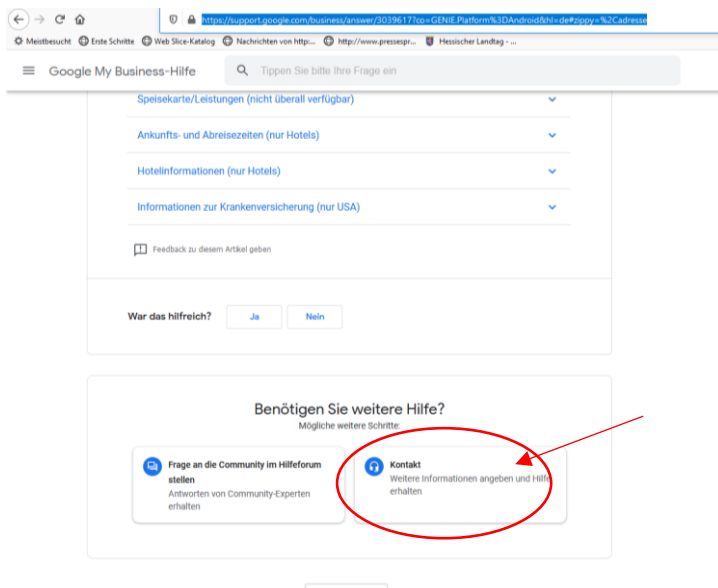 https://support.google.com/business/answer/3039617?co=GENIE.Platform%3DAndroid&hl=de#zippy=%2Cadresse
Meistbesucht Erste Schritte Web Slice-Katalog Nachrichten von http:... http://www.pressespr... Hessischer Landtag - ...
Google My Business-Hilfe Tippen Sie bitte Ihre Frage ein
Speisekarte/Leistungen (nicht überall verfügbar)
Ankunfts- und Abreisezeiten (nur Hotels)
Hotelinformationen (nur Hotels)
Informationen zur Krankenversicherung (nur USA)
Feedback zu diesem Artikel geben
War das hilfreich? Ja Nein
Benötigen Sie weitere Hilfe?
Mögliche weitere Schritte:
Frage an die Community im Hilfeforum
stellen
Antworten von Community-Experten
erhalten
Kontakt
Weitere Informationen angeben und Hilfe
erhalten